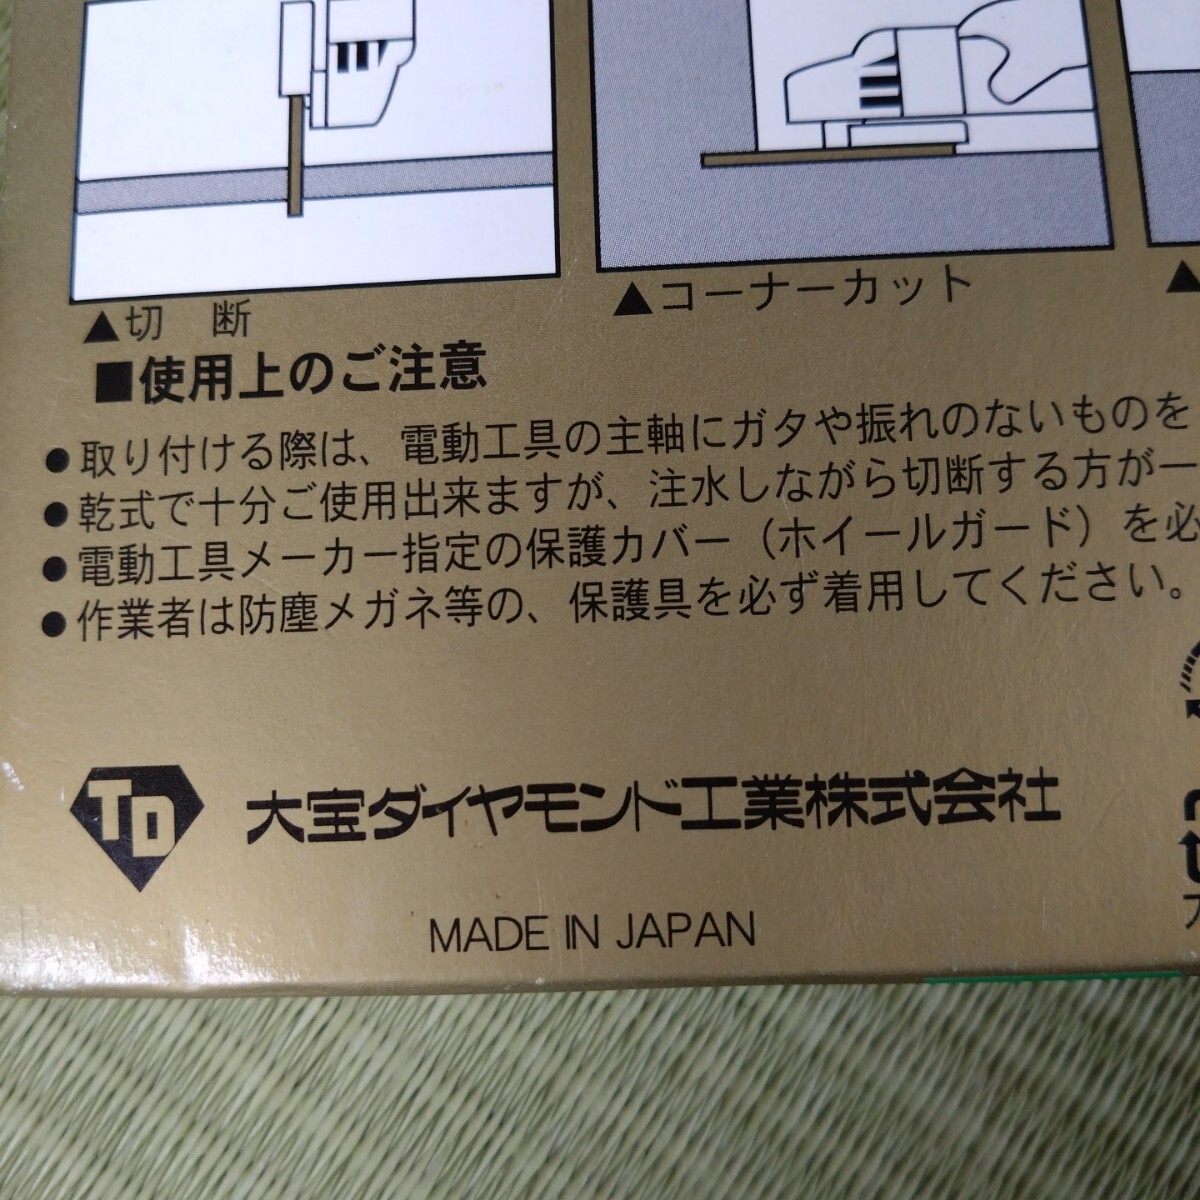 ▲切　断
▲コーナーカット
▲
■使用上のご注意
●取り付ける際は、電動工具の主軸にガタや振れのないものを
●乾式で十分ご使用出来ますが、注水しながら切断する方が一
●電動工具メーカー指定の保護カバー（ホイールガード）を必
●作業者は防塵メガネ等の、保護具を必ず着用してください。
TD
大宝ダイヤモンド工業株式会社
MADE IN JAPAN